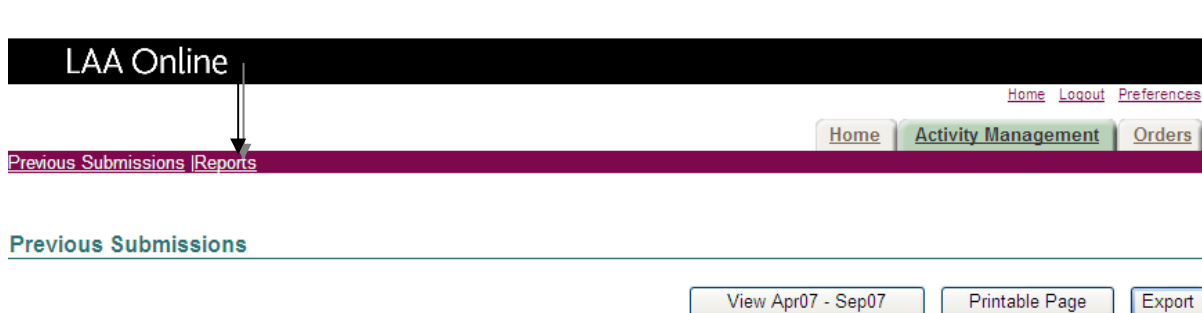 LAA Online
Home Logout Preferences
Home Activity Management Orders
Previous Submissions |Reports
Previous Submissions
View Apr07 - Sep07 Printable Page Export